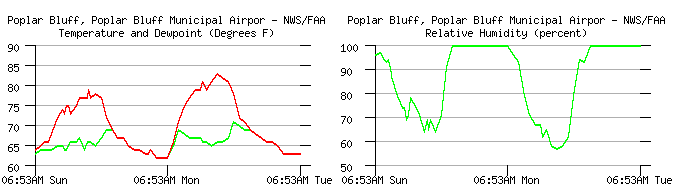 Poplar Bluff, Poplar Bluff Municipal Airpor - NWS/FAA
Temperature and Dewpoint (Degrees F)
90
85
80
75
70
65
60
06:53AM Sun
06:53AM Mon
06:53AM Tue
Poplar Bluff, Poplar Bluff Municipal Airpor - NWS/FAA
Relative Humidity (percent)
100
90
80
70
60
50
06:53AM Sun
06:53AM Mon
06:53AM Tue